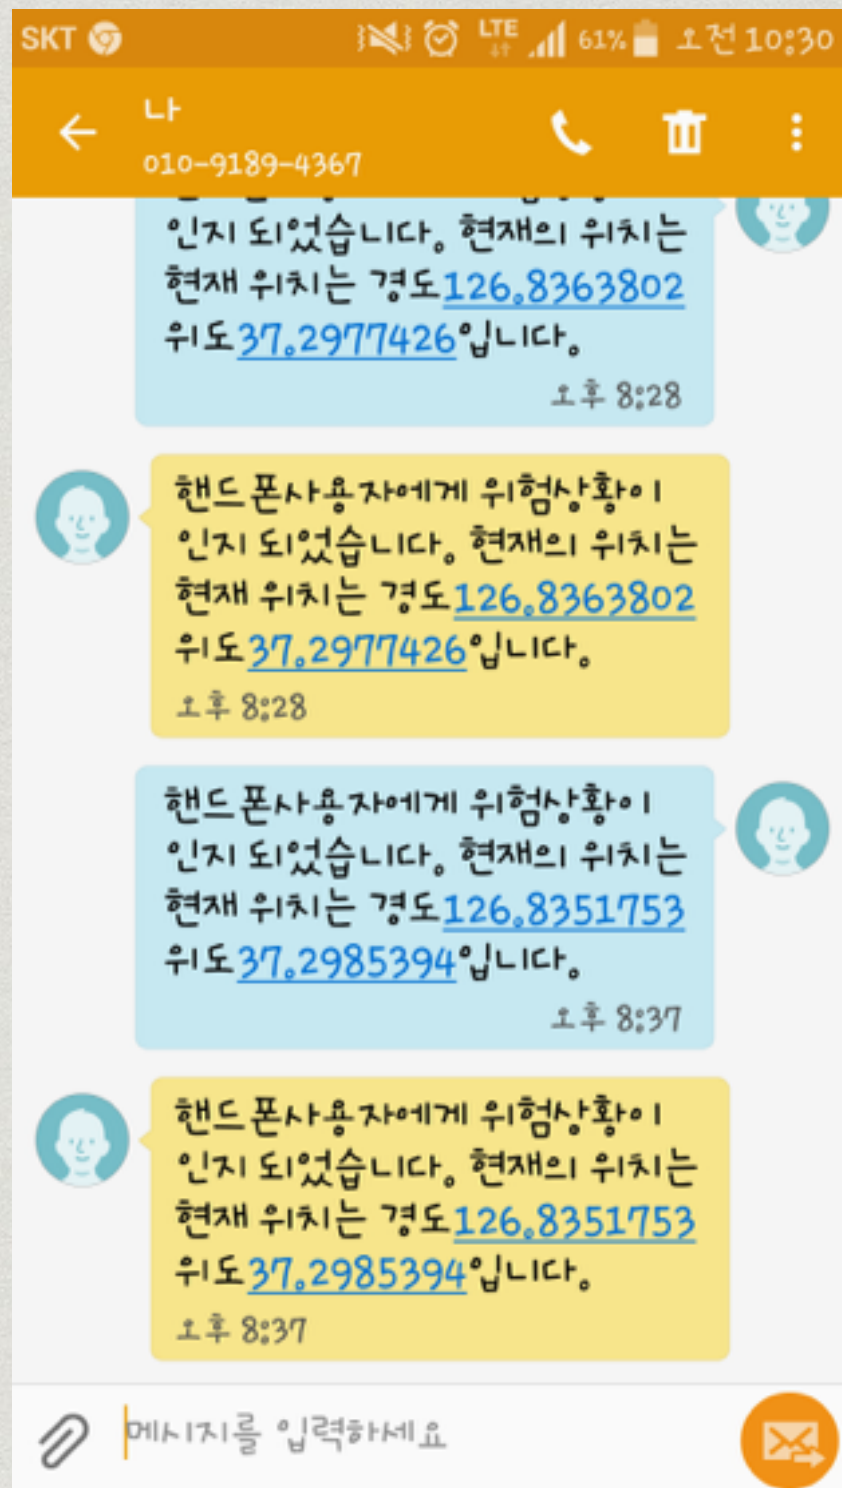 SKT LTE 61% 오전 10:30
나
010-9189-4367
인지 되었습니다. 현재의 위치는
현재 위치는 경도126.8363802
위도37.2977426입니다.
오후 8:28
핸드폰사용자에게 위험상황이
인지 되었습니다. 현재의 위치는
현재 위치는 경도126.8363802
위도37.2977426입니다.
오후 8:28
핸드폰사용자에게 위험상황이
인지 되었습니다. 현재의 위치는
현재 위치는 경도126.8351753
위도37.2985394입니다.
오후 8:37
핸드폰사용자에게 위험상황이
인지 되었습니다. 현재의 위치는
현재 위치는 경도126.8351753
위도37.2985394입니다.
오후 8:37
메시지를 입력하세요